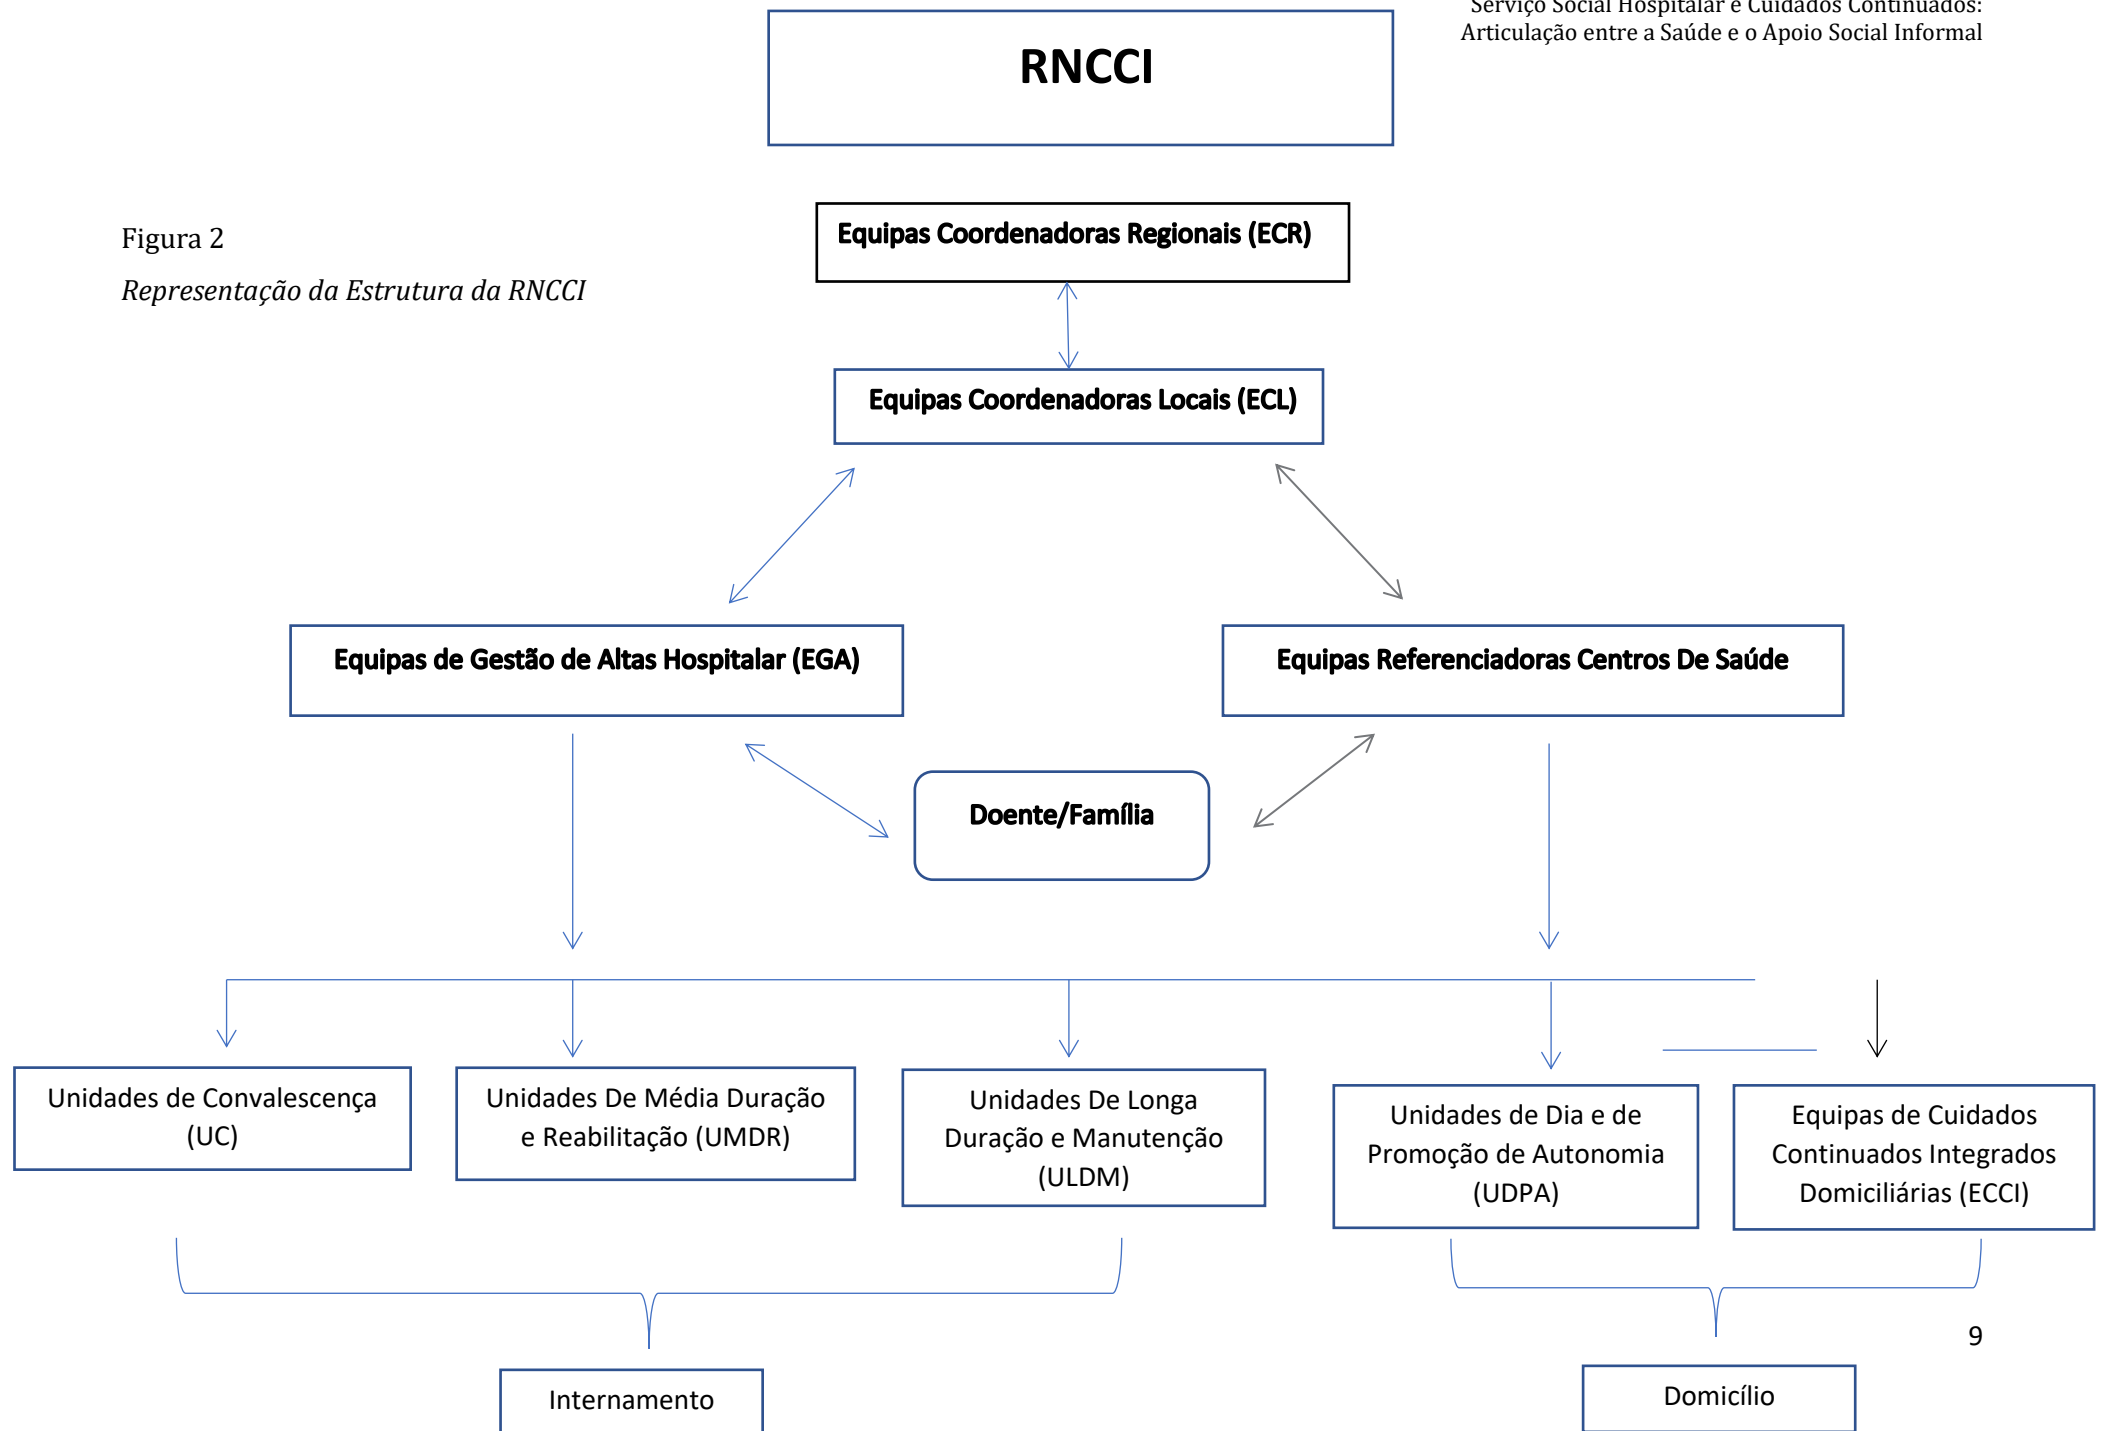 Serviço Social Hospitalar e Cuidados Continuados:
Articulação entre a Saúde e o Apoio Social Informal
RNCCI
Figura 2
Representação da Estrutura da RNCCI
Equipas Coordenadoras Regionais (ECR)
Equipas Coordenadoras Locais (ECL)
Equipas de Gestão de Altas Hospitalar (EGA)
Equipas Referenciadoras Centros De Saúde
Doente/Família
Unidades de Convalescença
(UC)
Unidades De Média Duração
e Reabilitação (UMDR)
Unidades De Longa
Duração e Manutenção
(ULDM)
Unidades de Dia e de
Promoção de Autonomia
(UDPA)
Equipas de Cuidados
Continuados Integrados
Domiciliárias (ECCI)
Internamento
Domicílio
9